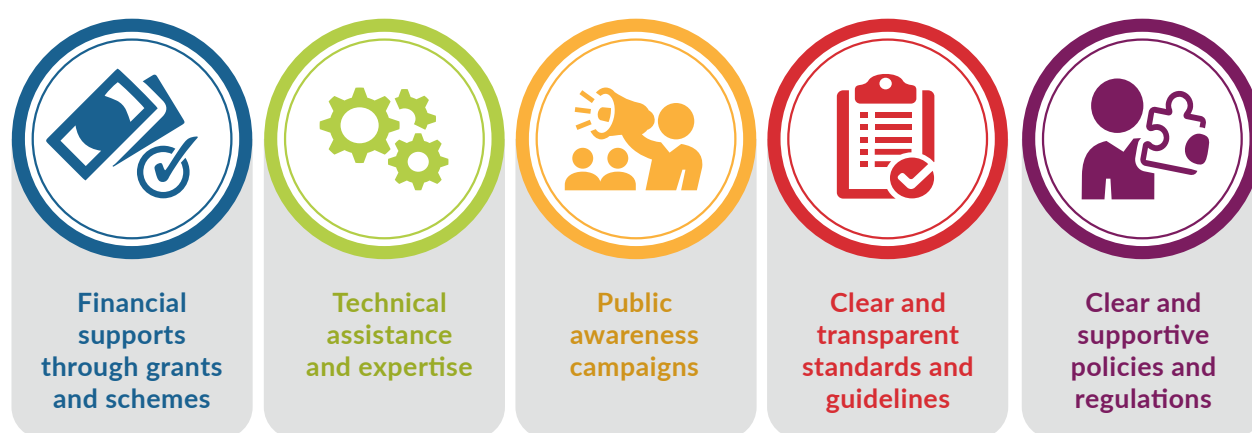 Financial
supports
through grants
and schemes
Technical
assistance
and expertise
Public
awareness
campaigns
Clear and
transparent
standards and
guidelines
Clear and
supportive
policies and
regulations